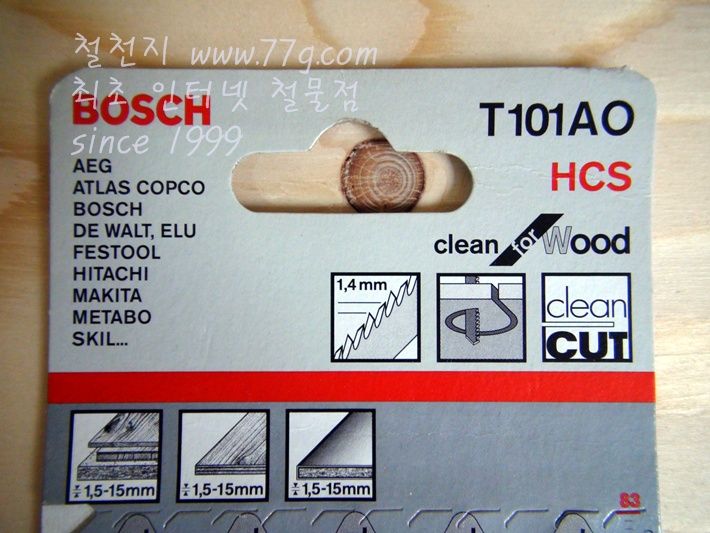 철천지 www.77g.com
최초 인터넷 철물점
since 1999
BOSCH
T101AO
HCS
AEG
ATLAS COPCO
BOSCH
DE WALT, ELU
FESTOOL
HITACHI
MAKITA
METABO
SKIL...
clean for Wood
1,4mm
clean
CUT
1,5-15mm
1,5-15mm
1,5-15mm
83